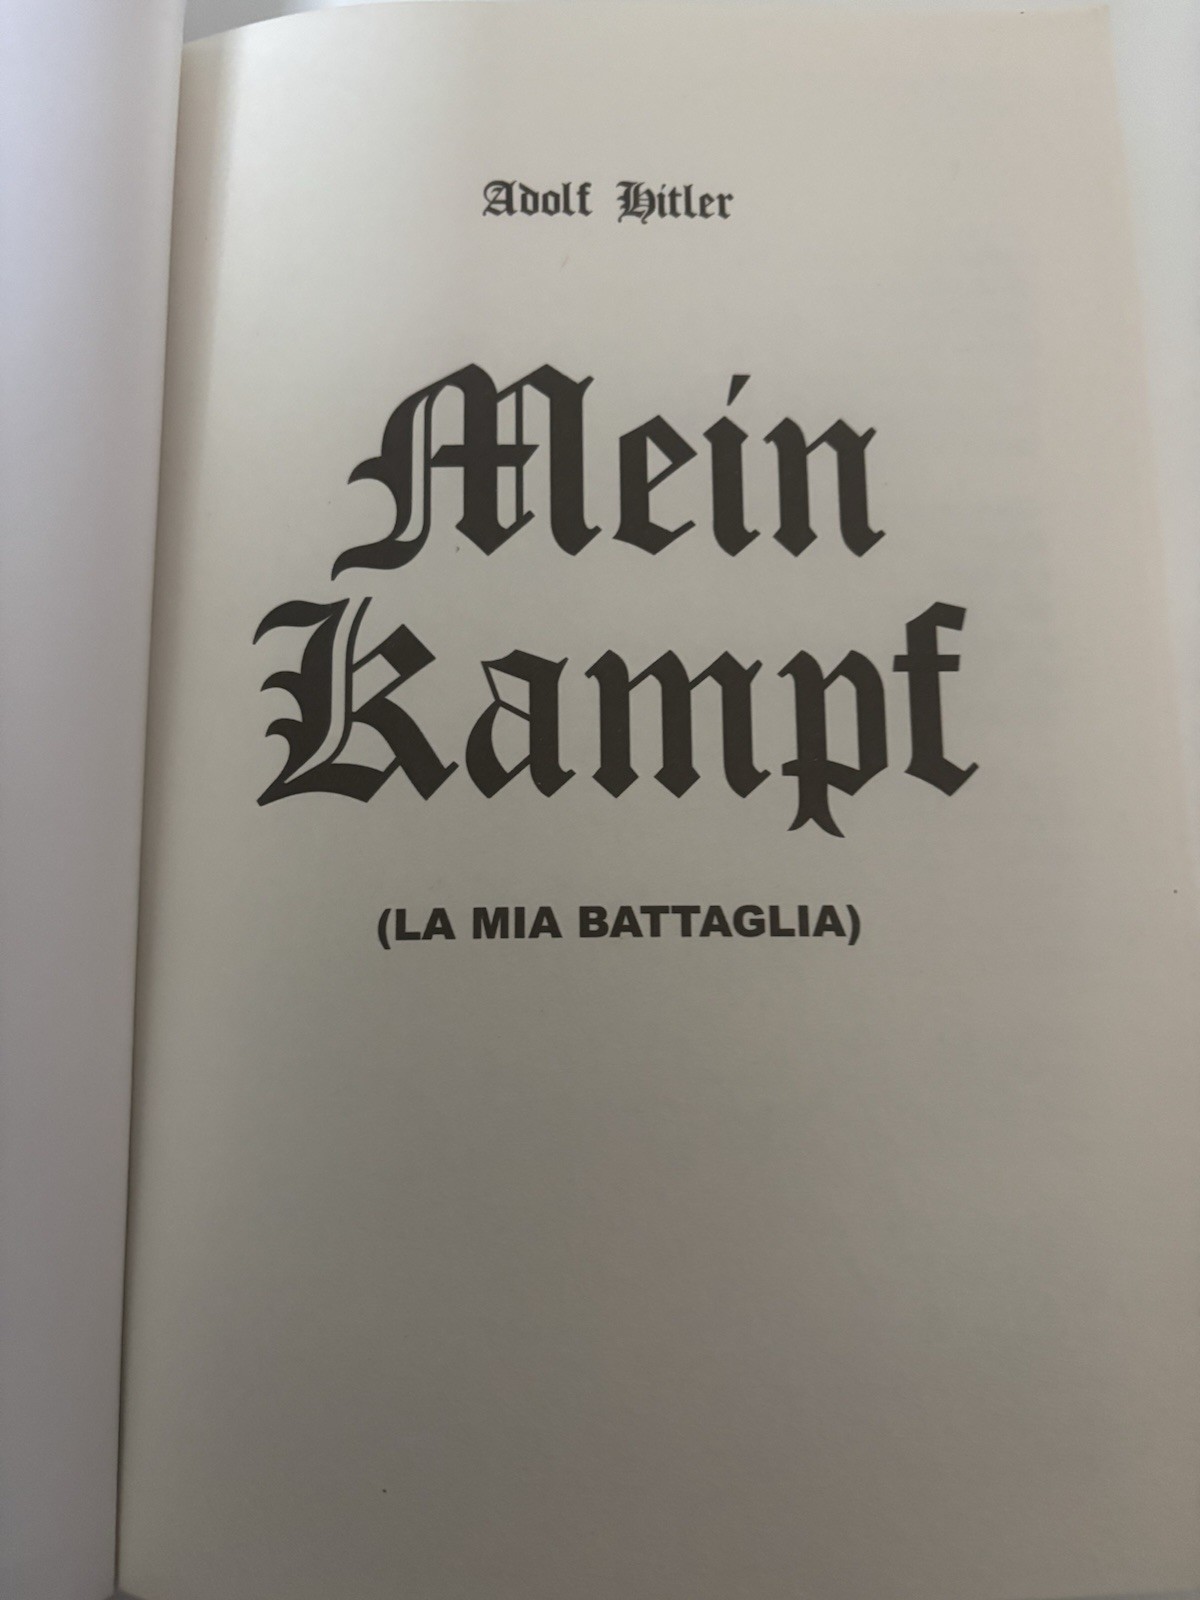 Adolf Hitler
Mein
Kampf
(LA MIA BATTAGLIA)